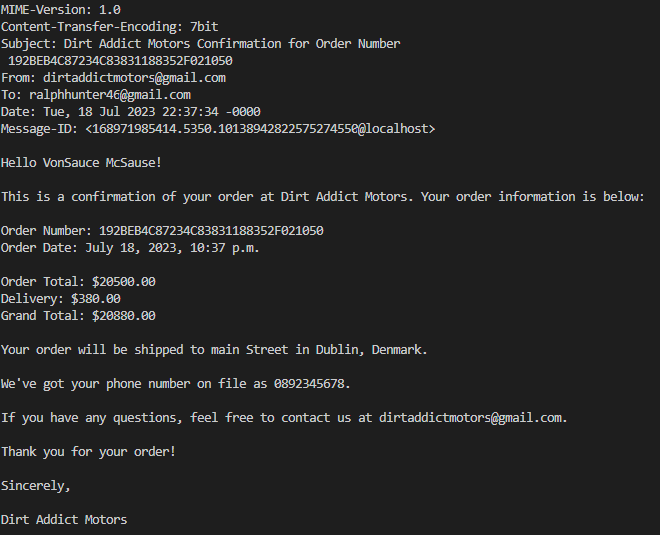 MIME-Version: 1.0
Content-Transfer-Encoding: 7bit
Subject: Dirt Addict Motors Confirmation for Order Number
192BEB4C87234C83831188352F021050
From: dirtaddictmotors@gmail.com
To: ralphhunter46@gmail.com
Date: Tue, 18 Jul 2023 22:37:34 -0000
Message-ID: <168971985414.5350.10138942822575274550@localhost>
Hello VonSauce McSause!
This is a confirmation of your order at Dirt Addict Motors. Your order information is below:
Order Number: 192BEB4C87234C83831188352F021050
Order Date: July 18, 2023, 10:37 p.m.
Order Total: $20500.00
Delivery: $380.00
Grand Total: $20880.00
Your order will be shipped to main Street in Dublin, Denmark.
We've got your phone number on file as 0892345678.
If you have any questions, feel free to contact us at dirtaddictmotors@gmail.com.
Thank you for your order!
Sincerely,
Dirt Addict Motors